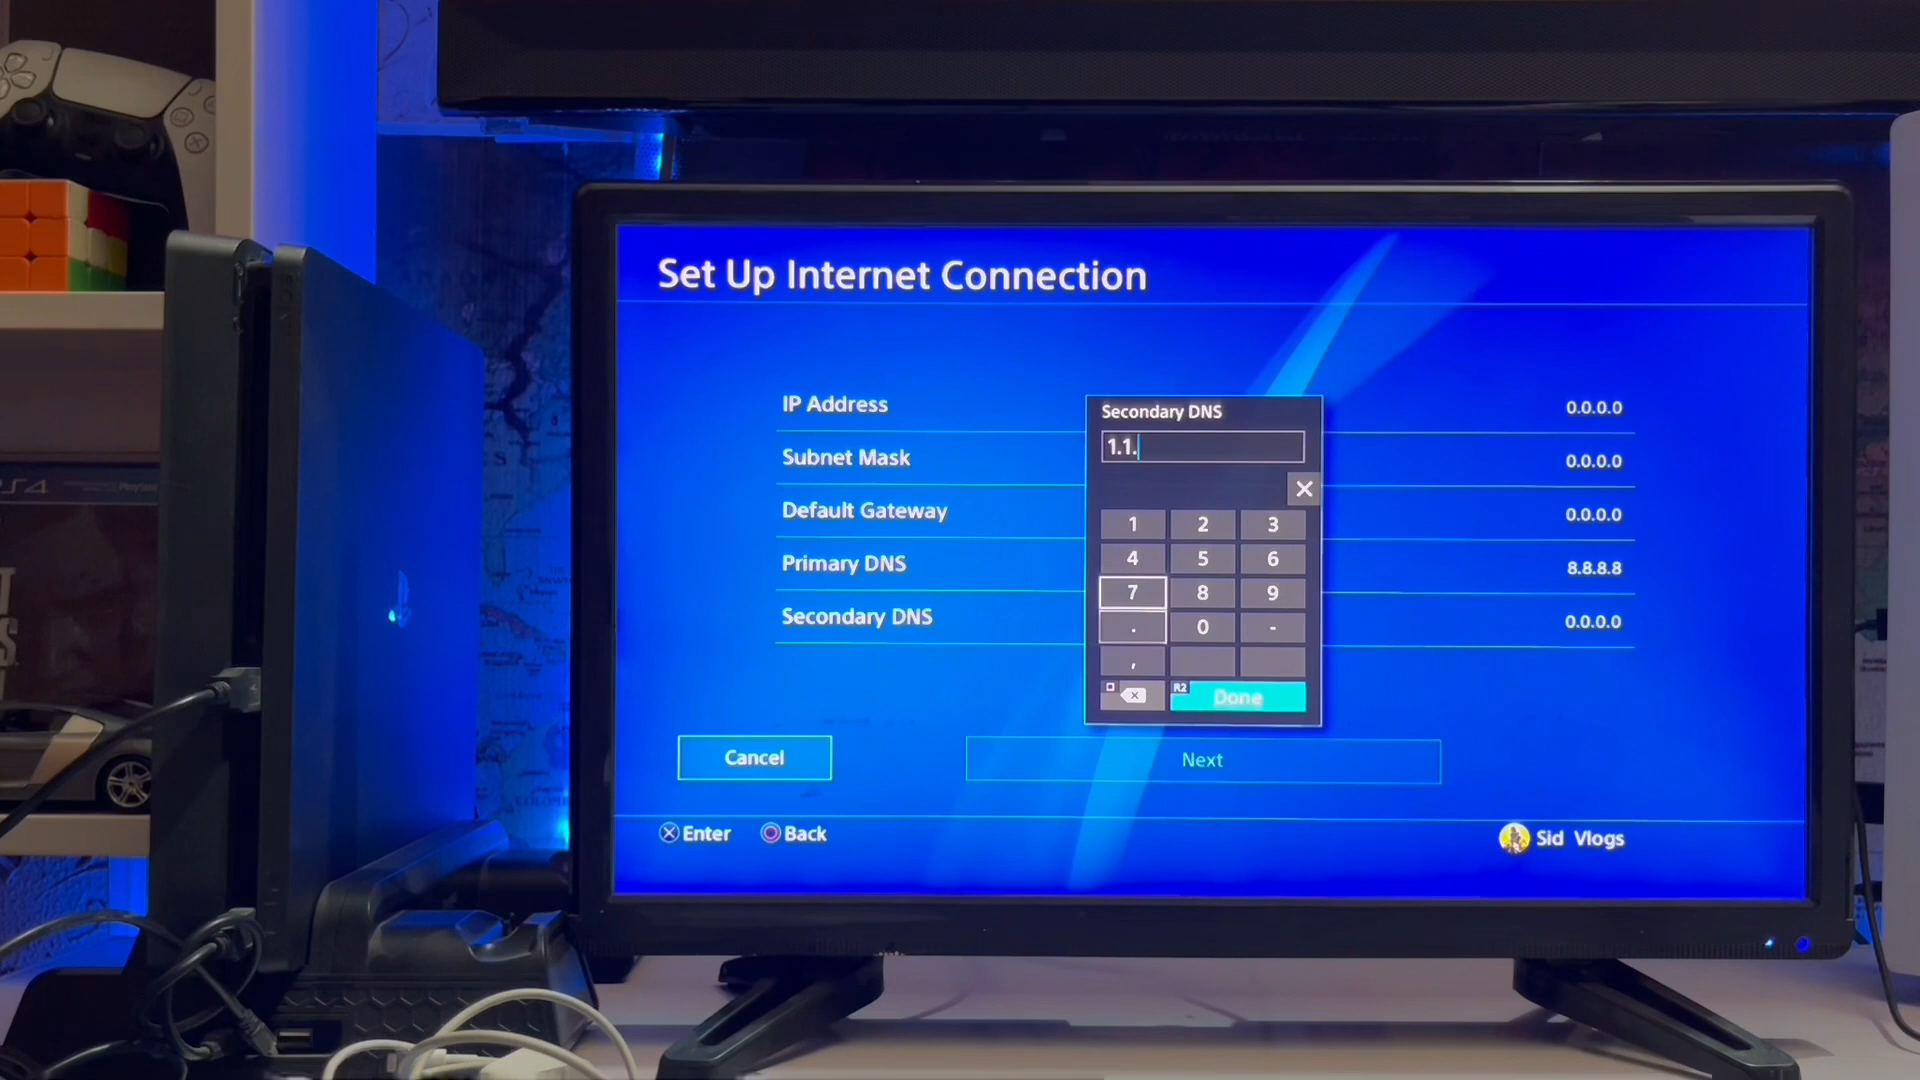 Set Up Internet Connection
IP Address
0.0.0.0
Subnet Mask
0.0.0.0
Default Gateway
0.0.0.0
Primary DNS
8.8.8.8
Secondary DNS
0.0.0.0
Secondary DNS
1.1.
1 2 3
4 5 6
7 8 9
. 0 -
,
R2 Done
Cancel
Next
Enter
Back
Sid Vlogs
PS4